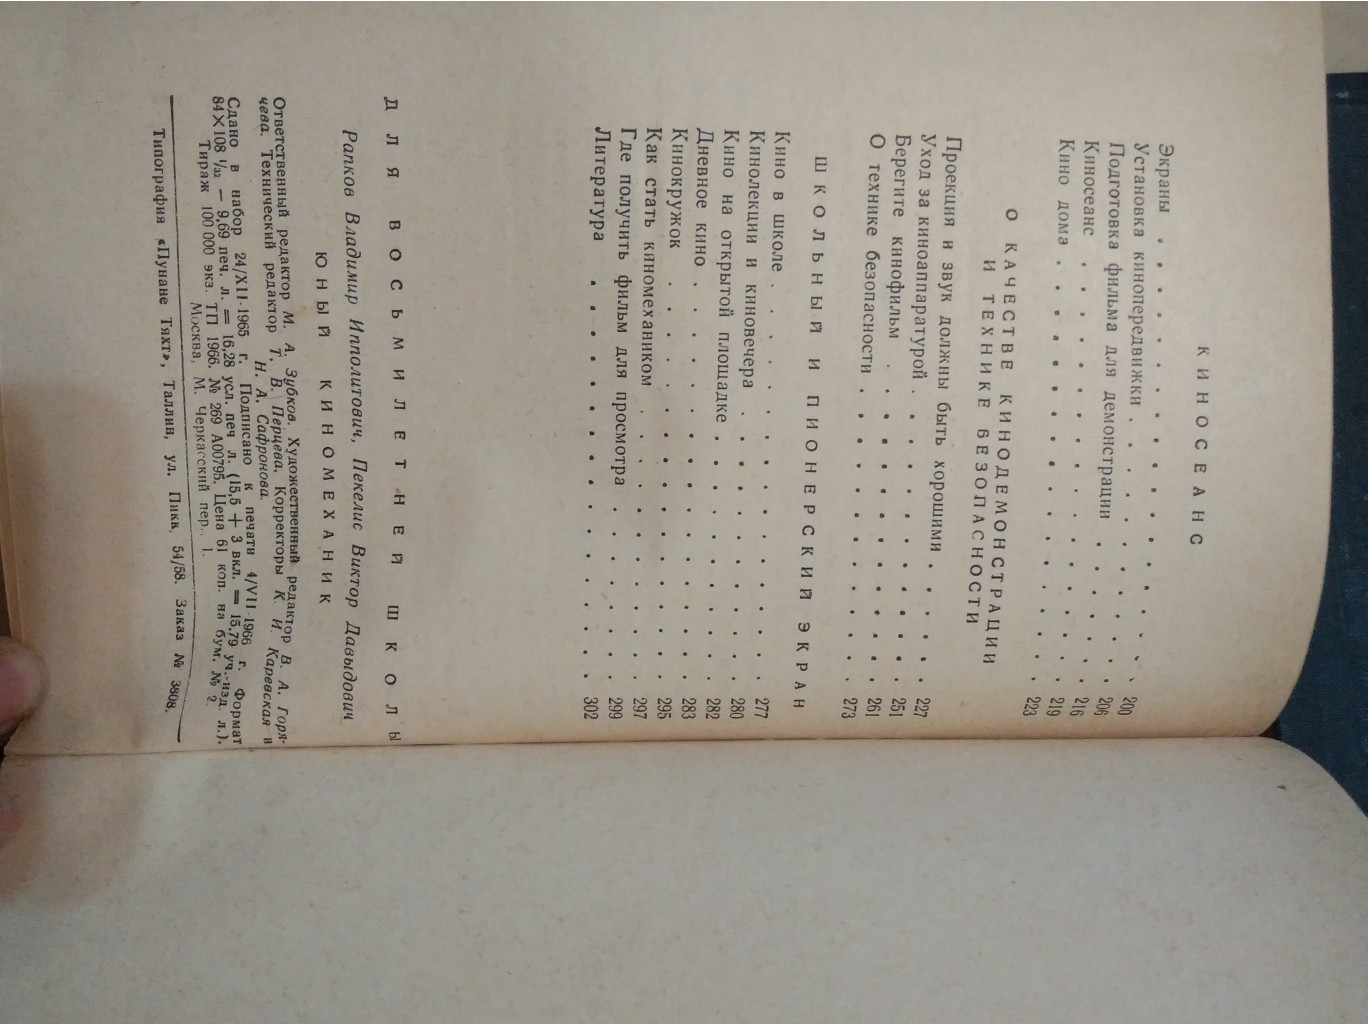 КИНОСЕАНС
Экраны . . . . . . . . . . . . . . . . 200
Установка кинопередвижки . . . . . . . . . . 206
Подготовка фильма для демонстрации . . . . . . 216
Киносеанс . . . . . . . . . . . . . . . 219
Кино дома . . . . . . . . . . . . . . . 223
О КАЧЕСТВЕ КИНОДЕМОНСТРАЦИИ
И ТЕХНИКЕ БЕЗОПАСНОСТИ
Проекция и звук должны быть хорошими . . . . . 227
Уход за киноаппаратурой . . . . . . . . . . 251
Берегите кинофильм . . . . . . . . . . . . 261
О технике безопасности . . . . . . . . . . . 273
ШКОЛЬНЫЙ И ПИОНЕРСКИЙ ЭКРАН
Кино в школе . . . . . . . . . . . . . . 277
Кинолекции и киновечера . . . . . . . . . . 280
Кино на открытой площадке . . . . . . . . . 282
Дневное кино . . . . . . . . . . . . . . 283
Кинокружок . . . . . . . . . . . . . . . 295
Как стать киномехаником . . . . . . . . . . 297
Где получить фильм для просмотра . . . . . . . 299
Литература . . . . . . . . . . . . . . . 302
ДЛЯ ВОСЬМИЛЕТНЕЙ ШКОЛЫ
Рапков Владимир Ипполитович, Пекелис Виктор Давыдович
ЮНЫЙ КИНОМЕХАНИК
Ответственный редактор М. А. Зубков. Художественный редактор В. А. Горя-
чева. Технический редактор Т. В. Перцева. Корректоры К. И. Каревская и
Н. А. Сафронова.
Сдано в набор 24/XII-1965 г. Подписано к печати 4/VII-1966 г. Формат
84×108 1/32 — 9,69 печ. л. = 16,28 усл. печ л. (15,5 + 3 вкл. = 15,79 уч.-изд. л.).
Тираж 100 000 экз. ТП 1966. № 269 А00795. Цена 61 коп. на бум. № 2.
Москва, М. Черкасский пер., 1.
Типография «Пунане Тяхт», Таллин, ул. Пикк, 54/58. Заказ № 3808.